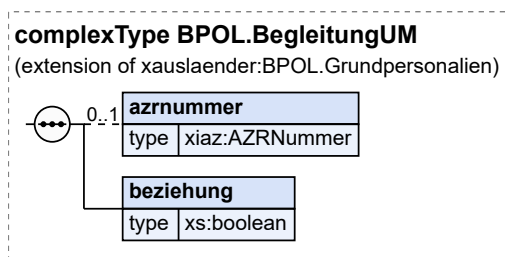 complexType BPOL.BegleitungUM
(extension of xauslaender:BPOL.Grundpersonalien)
0..1
azrnummer
type xiaz:AZRNummer
beziehung
type xs:boolean